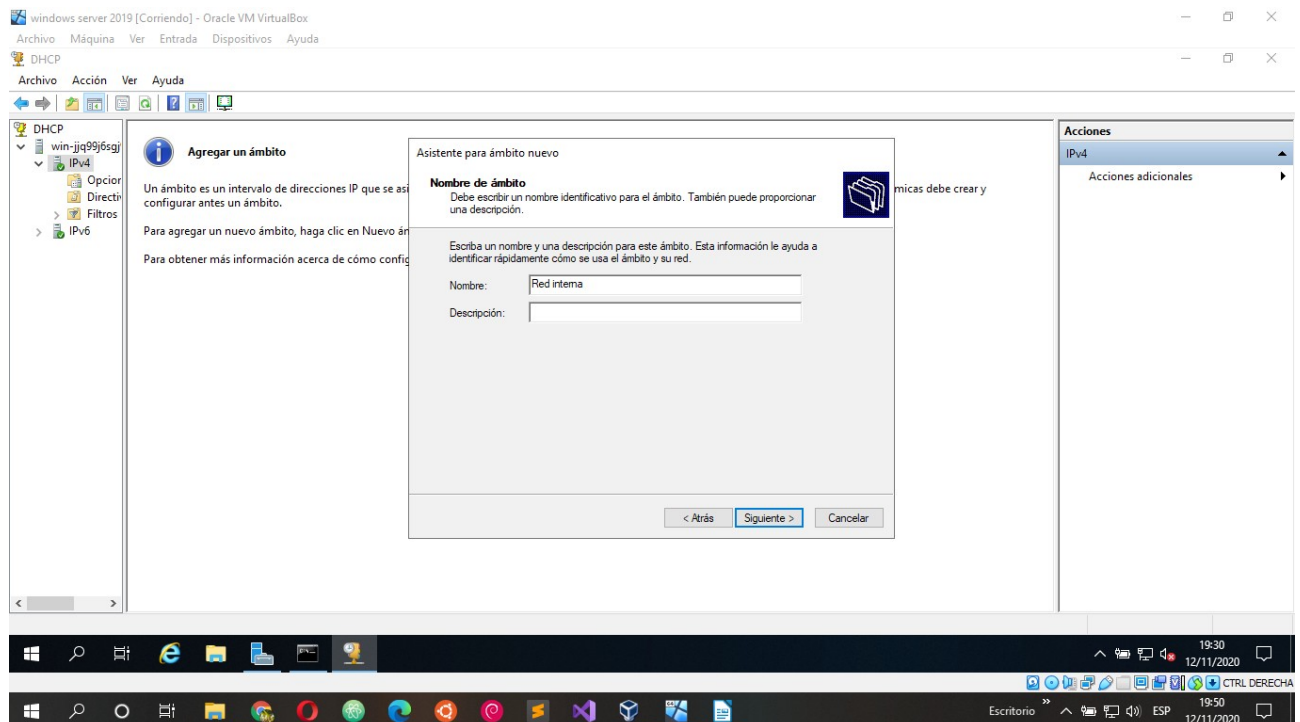 windows server 2019 [Corriendo] - Oracle VM VirtualBox
Archivo Máquina Ver Entrada Dispositivos Ayuda
DHCP
Archivo Acción Ver Ayuda
DHCP
win-jjq99j6sgj
IPv4
Opcior
Directiv
Filtros
IPv6
Agregar un ámbito
Un ámbito es un intervalo de direcciones IP que se asi
micas debe crear y
configurar antes un ámbito.
Para agregar un nuevo ámbito, haga clic en Nuevo án
Para obtener más información acerca de cómo config
Asistente para ámbito nuevo
Nombre de ámbito
Debe escribir un nombre identificativo para el ámbito. También puede proporcionar
una descripción.
Escriba un nombre y una descripción para este ámbito. Esta información le ayuda a
identificar rápidamente cómo se usa el ámbito y su red.
Nombre: Red interna
Descripción:
< Atrás Siguiente > Cancelar
Acciones
IPv4
Acciones adicionales
19:30
12/11/2020
CTRL DERECHA
Escritorio ESP 19:50
12/11/2020